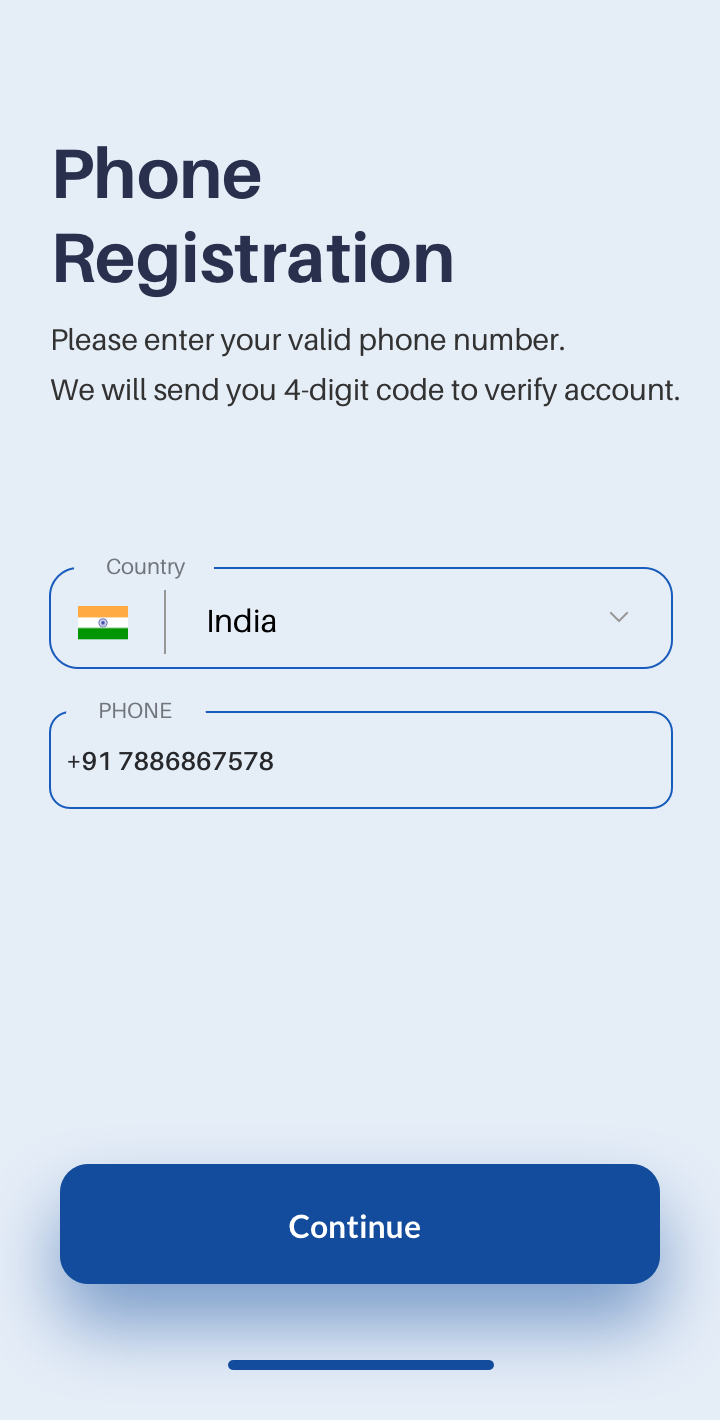 Phone
Registration
Please enter your valid phone number.
We will send you 4-digit code to verify account.
Country
India
PHONE
+91 7886867578
Continue